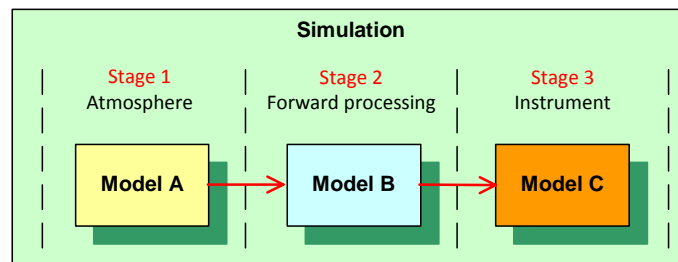 Simulation
Stage 1
Atmosphere
Stage 2
Forward processing
Stage 3
Instrument
Model A
Model B
Model C